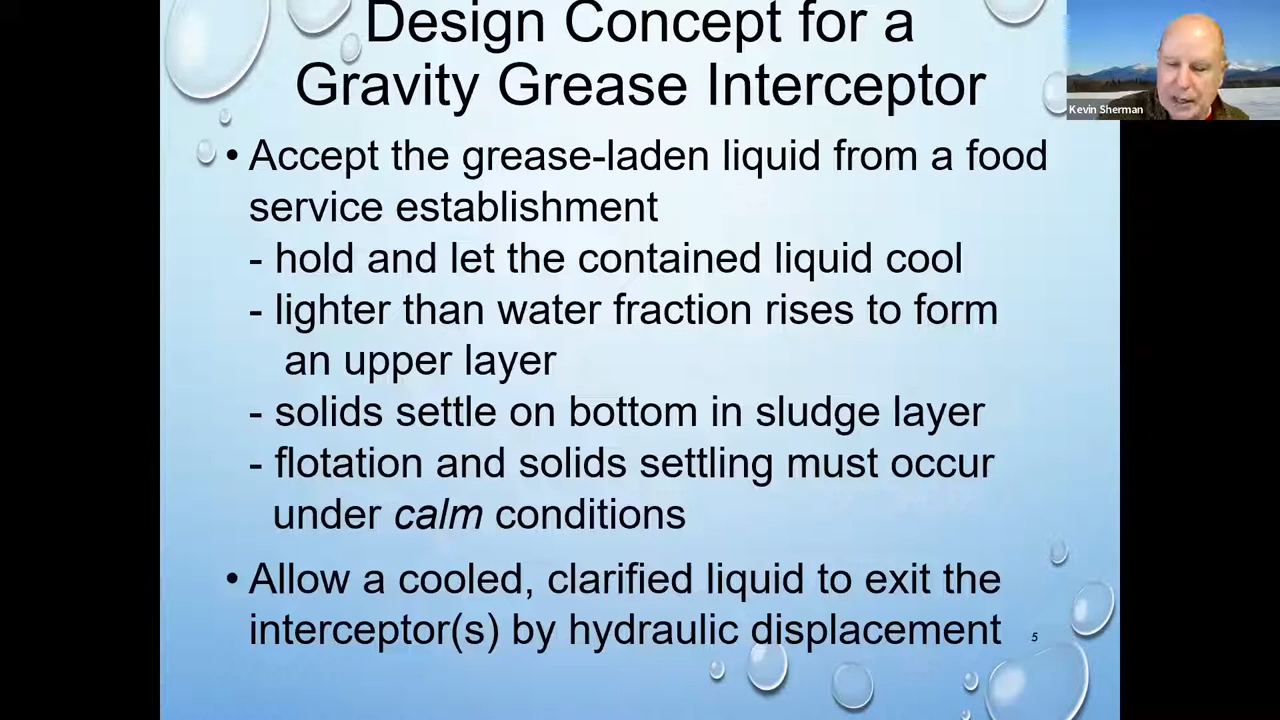 Design Concept for a
Gravity Grease Interceptor
Kevin Sherman
• Accept the grease-laden liquid from a food
service establishment
- hold and let the contained liquid cool
- lighter than water fraction rises to form
an upper layer
- solids settle on bottom in sludge layer
- flotation and solids settling must occur
under calm conditions
• Allow a cooled, clarified liquid to exit the
interceptor(s) by hydraulic displacement
5